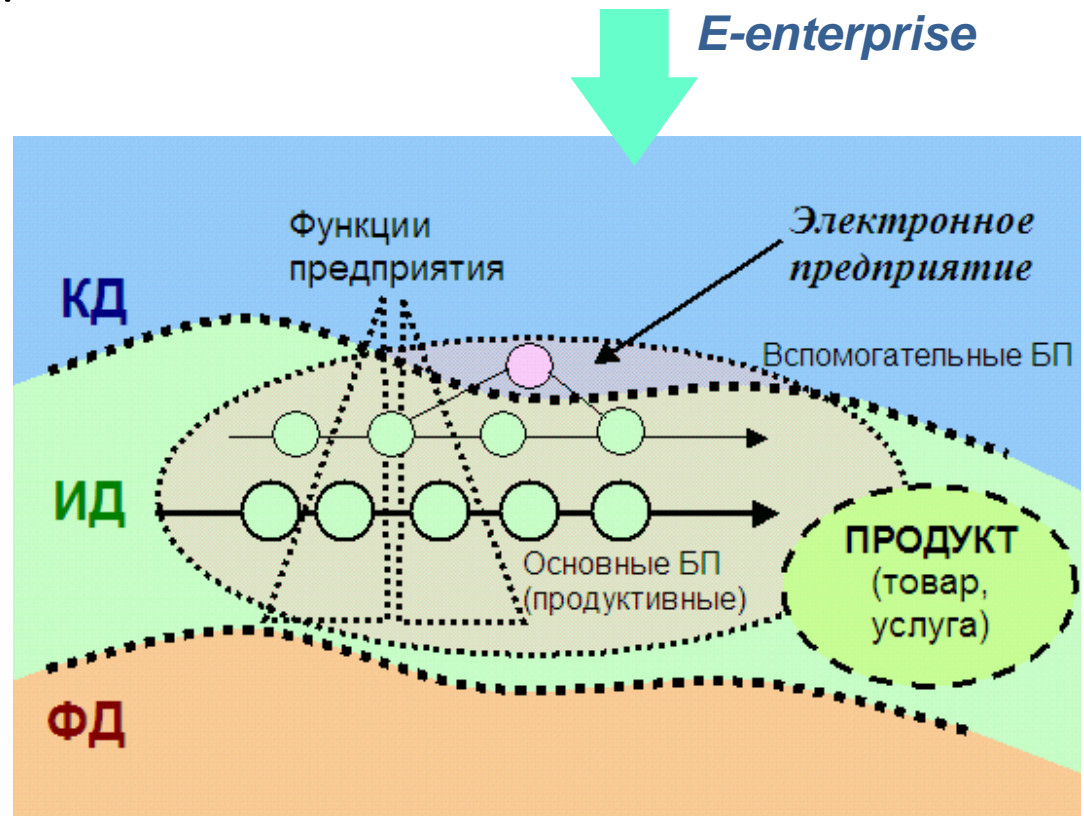 E-enterprise
Функции
предприятия
Электронное
предприятие
КД
Вспомогательные БП
ИД
Основные БП
(продуктивные)
ПРОДУКТ
(товар,
услуга)
ФД